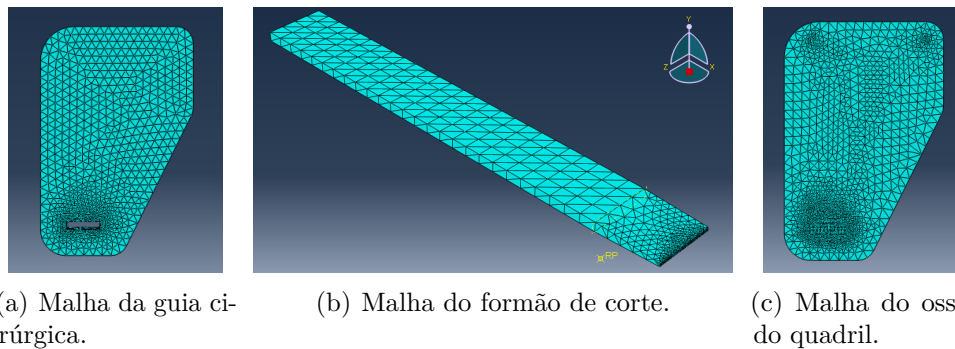 Y
Z
X
RP
a) Malha da guia ci-
rúrgica.
(b) Malha do formão de corte.
(c) Malha do oss
do quadril.